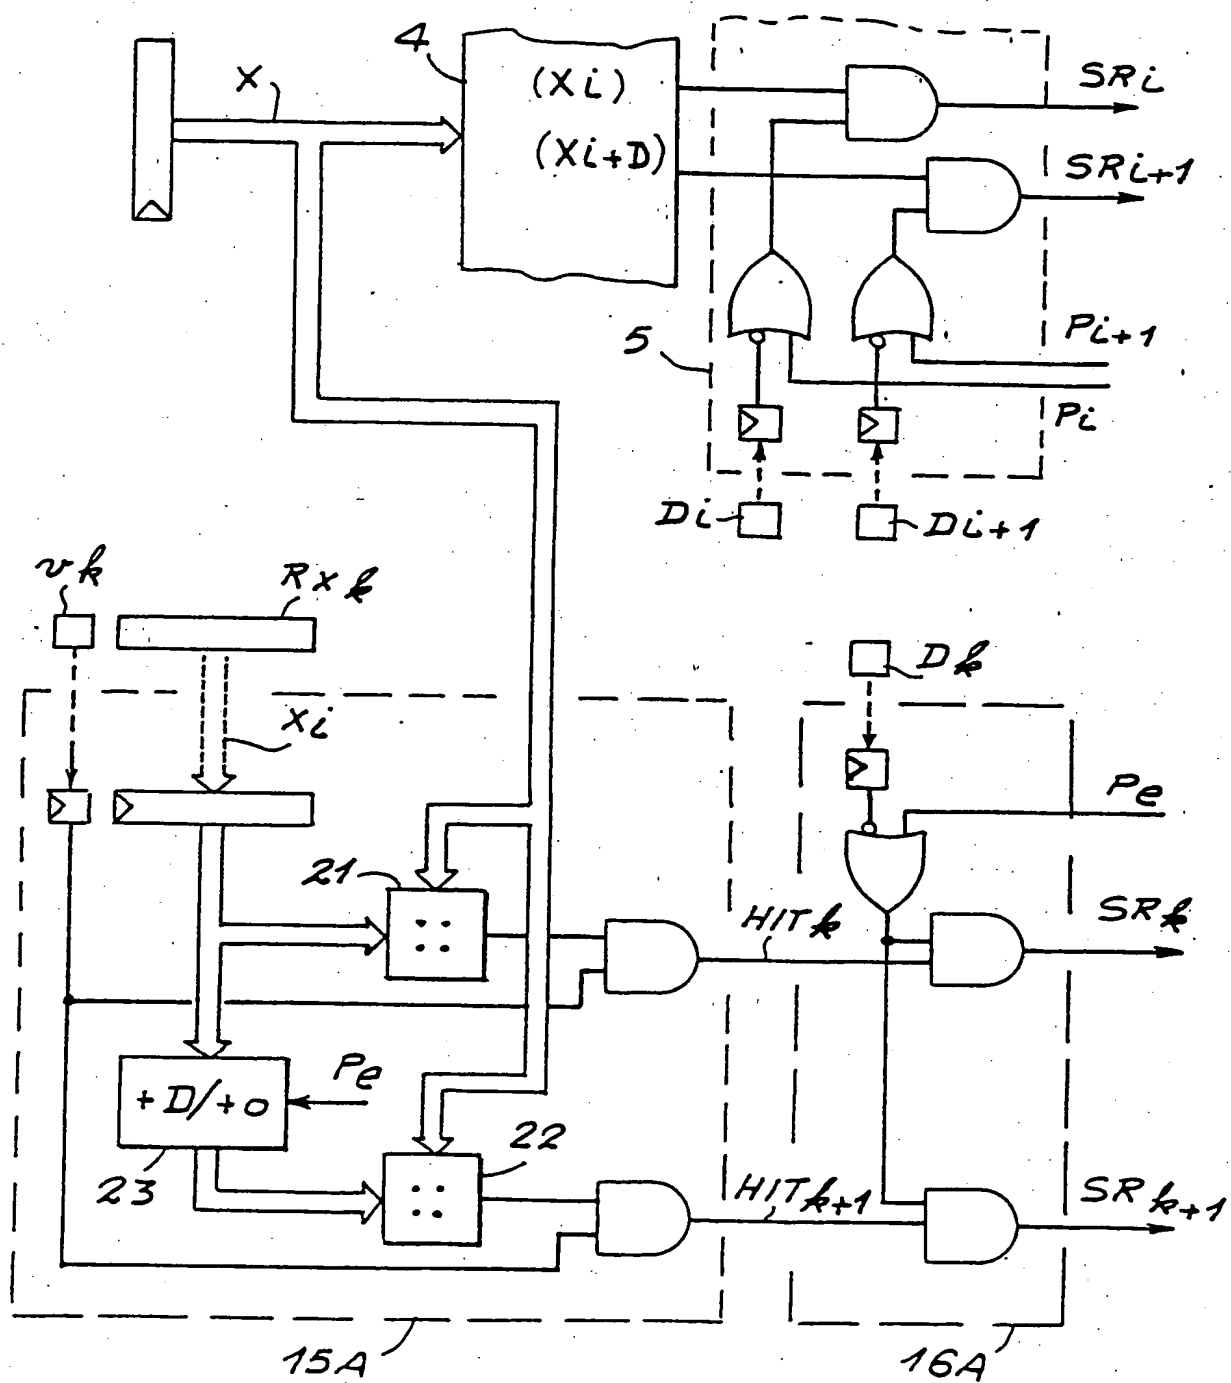 4
X
(Xi)
(Xi+D)
SRi
SRi+1
5
Pi+1
Pi
Di
Di+1
vk
Rxk
Dk
Xi
Pe
21
HITk
SRk
Pe
+D/+0
22
23
HITk+1
SRk+1
15A
16A